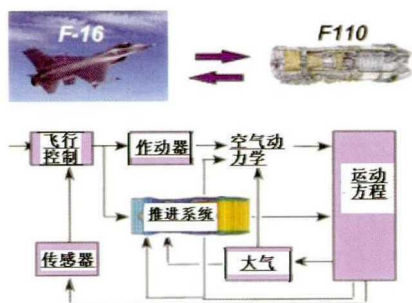 F-16
F110
飞行
控制
作动器
空气动
力学
运动
方程
推进系统
传感器
大气